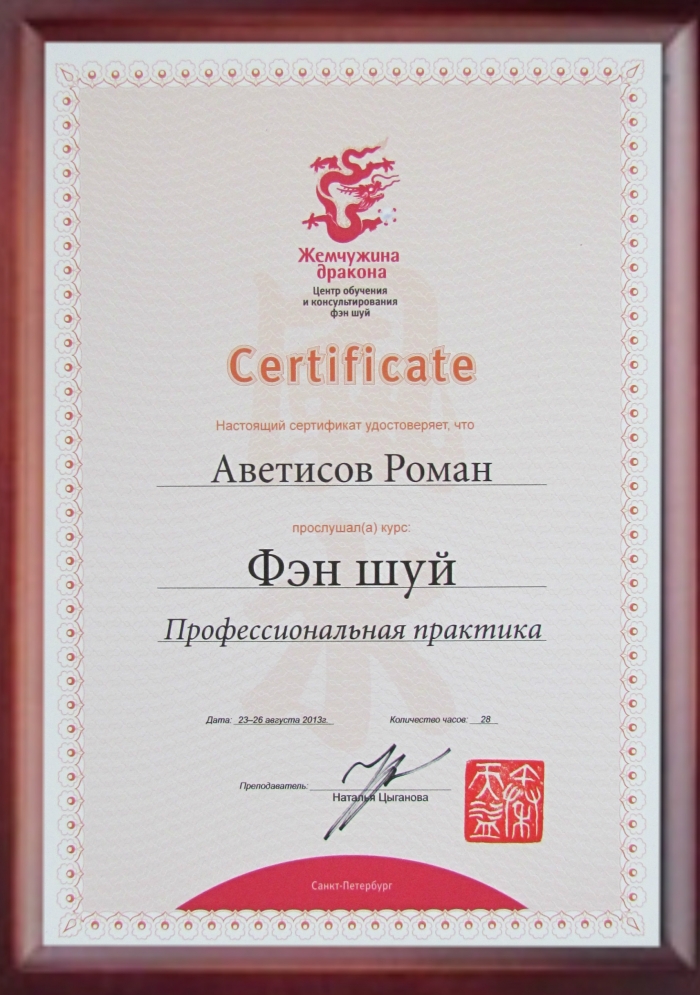 Жемчужина
дракона
Центр обучения
и консультирования
фэн шуй
Certificate
Настоящий сертификат удостоверяет, что
Аветисов Роман
прослушал(а) курс:
Фэн шуй
Профессиональная практика
Дата: 23–26 августа 2013г. Количество часов: 28
Преподаватель:
Наталья Цыганова
Санкт-Петербург